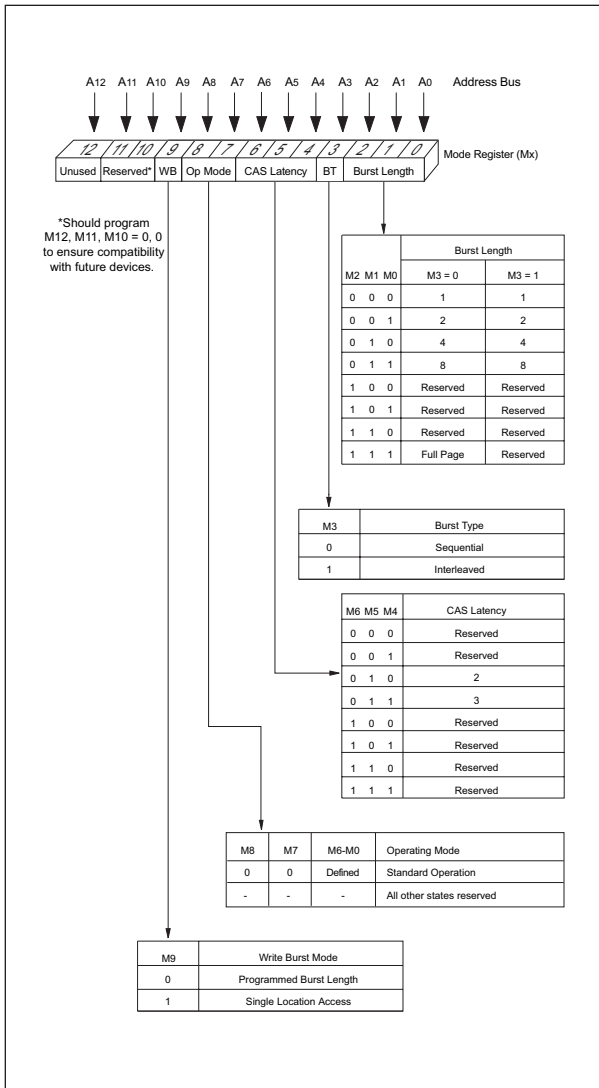 A12 A11 A10 A9 A8 A7 A6 A5 A4 A3 A2 A1 A0 Address Bus
12 11 10 9 8 7 6 5 4 3 2 1 0
Mode Register (Mx)
Unused Reserved* WB Op Mode CAS Latency BT Burst Length
*Should program
M12, M11, M10 = 0, 0
to ensure compatibility
with future devices.
Burst Length
M2 M1 M0 M3 = 0 M3 = 1
0 0 0 1 1
0 0 1 2 2
0 1 0 4 4
0 1 1 8 8
1 0 0 Reserved Reserved
1 0 1 Reserved Reserved
1 1 0 Reserved Reserved
1 1 1 Full Page Reserved
M3 Burst Type
0 Sequential
1 Interleaved
M6 M5 M4 CAS Latency
0 0 0 Reserved
0 0 1 Reserved
0 1 0 2
0 1 1 3
1 0 0 Reserved
1 0 1 Reserved
1 1 0 Reserved
1 1 1 Reserved
M8 M7 M6-M0 Operating Mode
0 0 Defined Standard Operation
- - - All other states reserved
M9 Write Burst Mode
0 Programmed Burst Length
1 Single Location Access